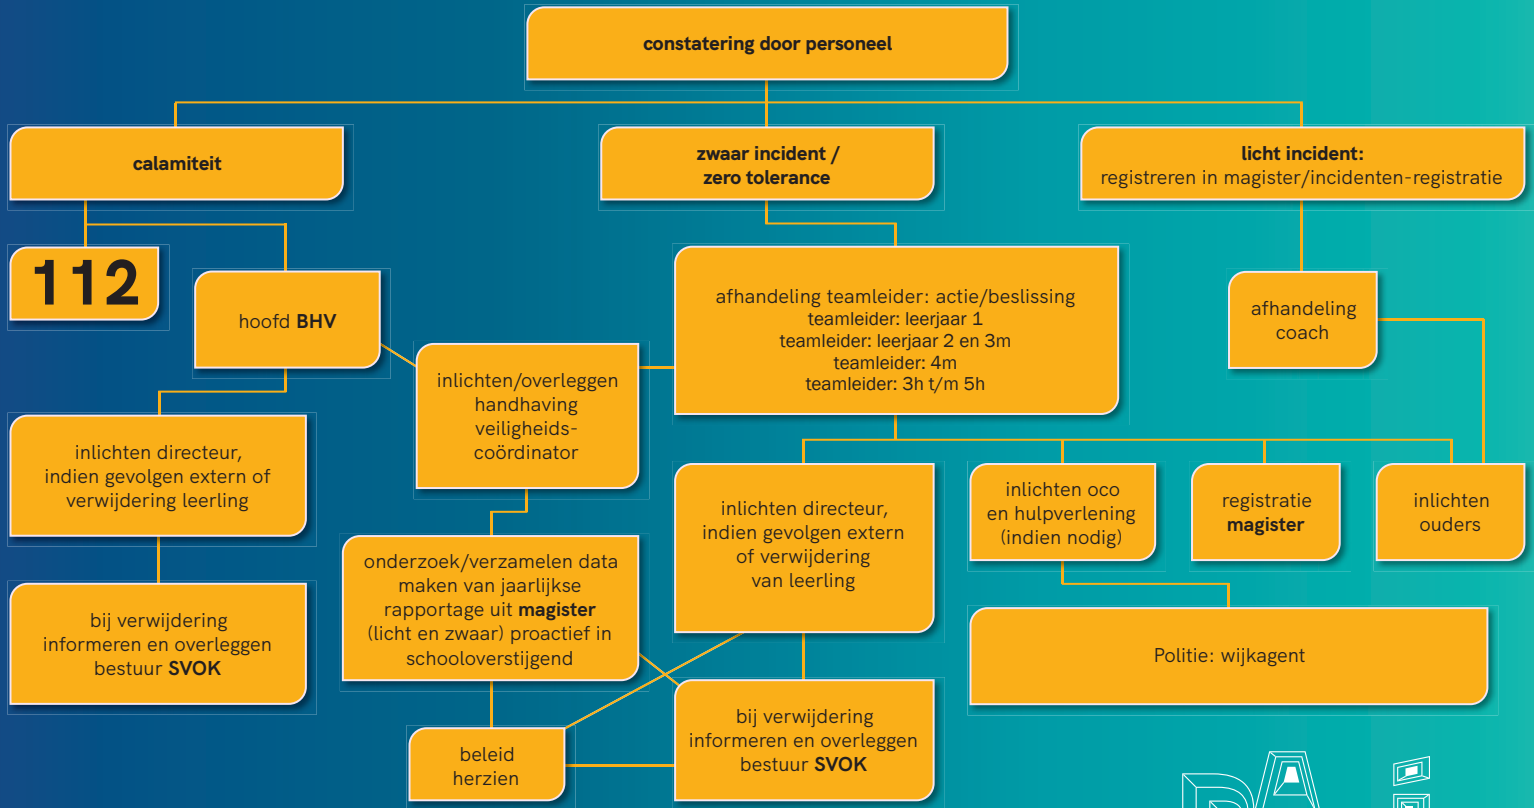 constatering door personeel
calamiteit
zwaar incident /
zero tolerance
licht incident:
registreren in magister/incidenten-registratie
112
hoofd BHV
afhandeling teamleider: actie/beslissing
teamleider: leerjaar 1
teamleider: leerjaar 2 en 3m
teamleider: 4m
teamleider: 3h t/m 5h
afhandeling
coach
inlichten/overleggen
handhaving
veiligheids-
coördinator
inlichten directeur,
indien gevolgen extern of
verwijdering leerling
inlichten directeur,
indien gevolgen extern
of verwijdering
van leerling
inlichten oco
en hulpverlening
(indien nodig)
registratie
magister
inlichten
ouders
onderzoek/verzamelen data
maken van jaarlijkse
rapportage uit magister
(licht en zwaar) proactief in
schooloverstijgend
bij verwijdering
informeren en overleggen
bestuur SVOK
Politie: wijkagent
beleid
herzien
bij verwijdering
informeren en overleggen
bestuur SVOK